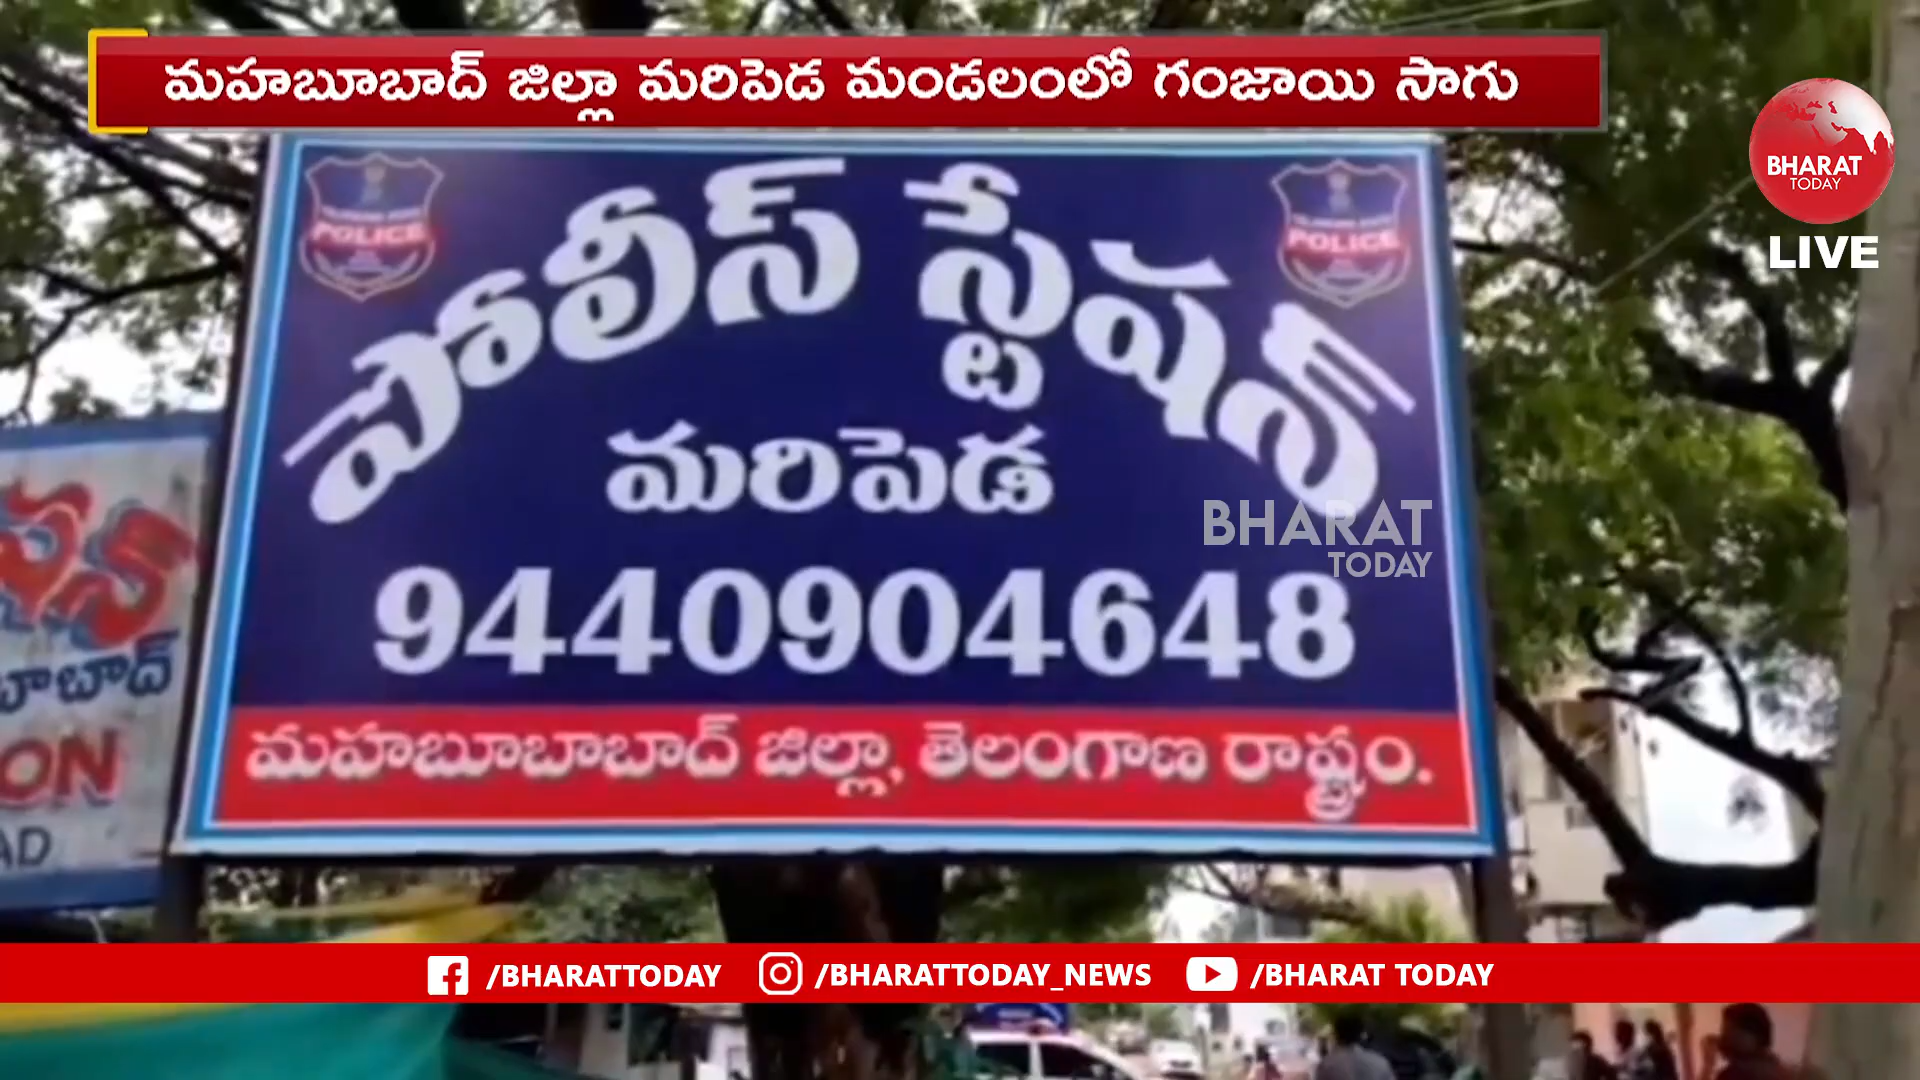 మహబూబాద్ జిల్లా మరిపెడ మండలంలో గంజాయి సాగు
BHARAT
TODAY
LIVE
POLICE
POLICE
పోలీస్ స్టేషన్
మరిపెడ
BHARAT
TODAY
9440904648
మహబూబాబాద్ జిల్లా, తెలంగాణ రాష్ట్రం.
ON
AD
/BHARATTODAY
/BHARATTODAY_NEWS
/BHARAT TODAY